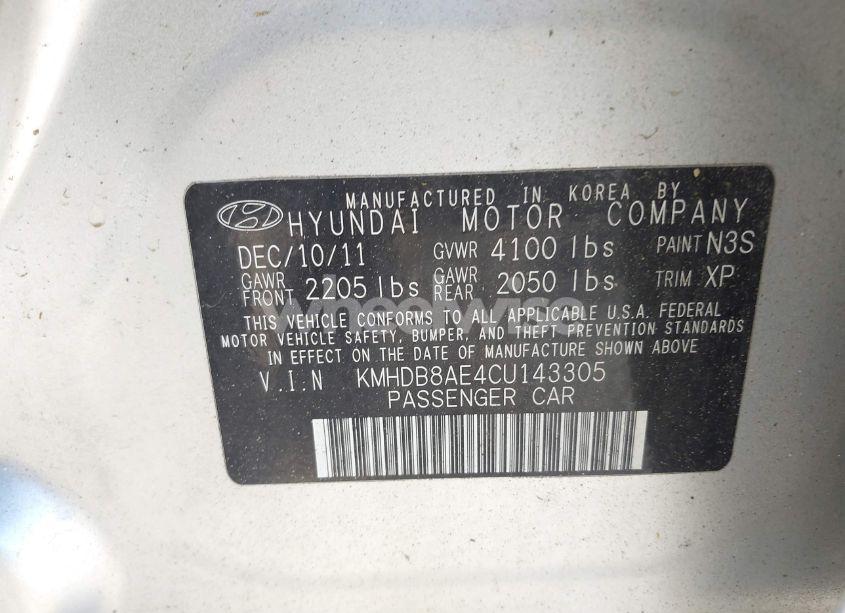 MANUFACTURED IN KOREA BY
HYUNDAI MOTOR COMPANY
DEC/10/11 GVWR 4100 lbs PAINT N3S
GAWR FRONT 2205 lbs GAWR REAR 2050 lbs TRIM XP
wheelwise
THIS VEHICLE CONFORMS TO ALL APPLICABLE U.S.A. FEDERAL
MOTOR VEHICLE SAFETY, BUMPER, AND THEFT PREVENTION STANDARDS
IN EFFECT ON THE DATE OF MANUFACTURE SHOWN ABOVE
V.I.N KMHDB8AE4CU143305
PASSENGER CAR